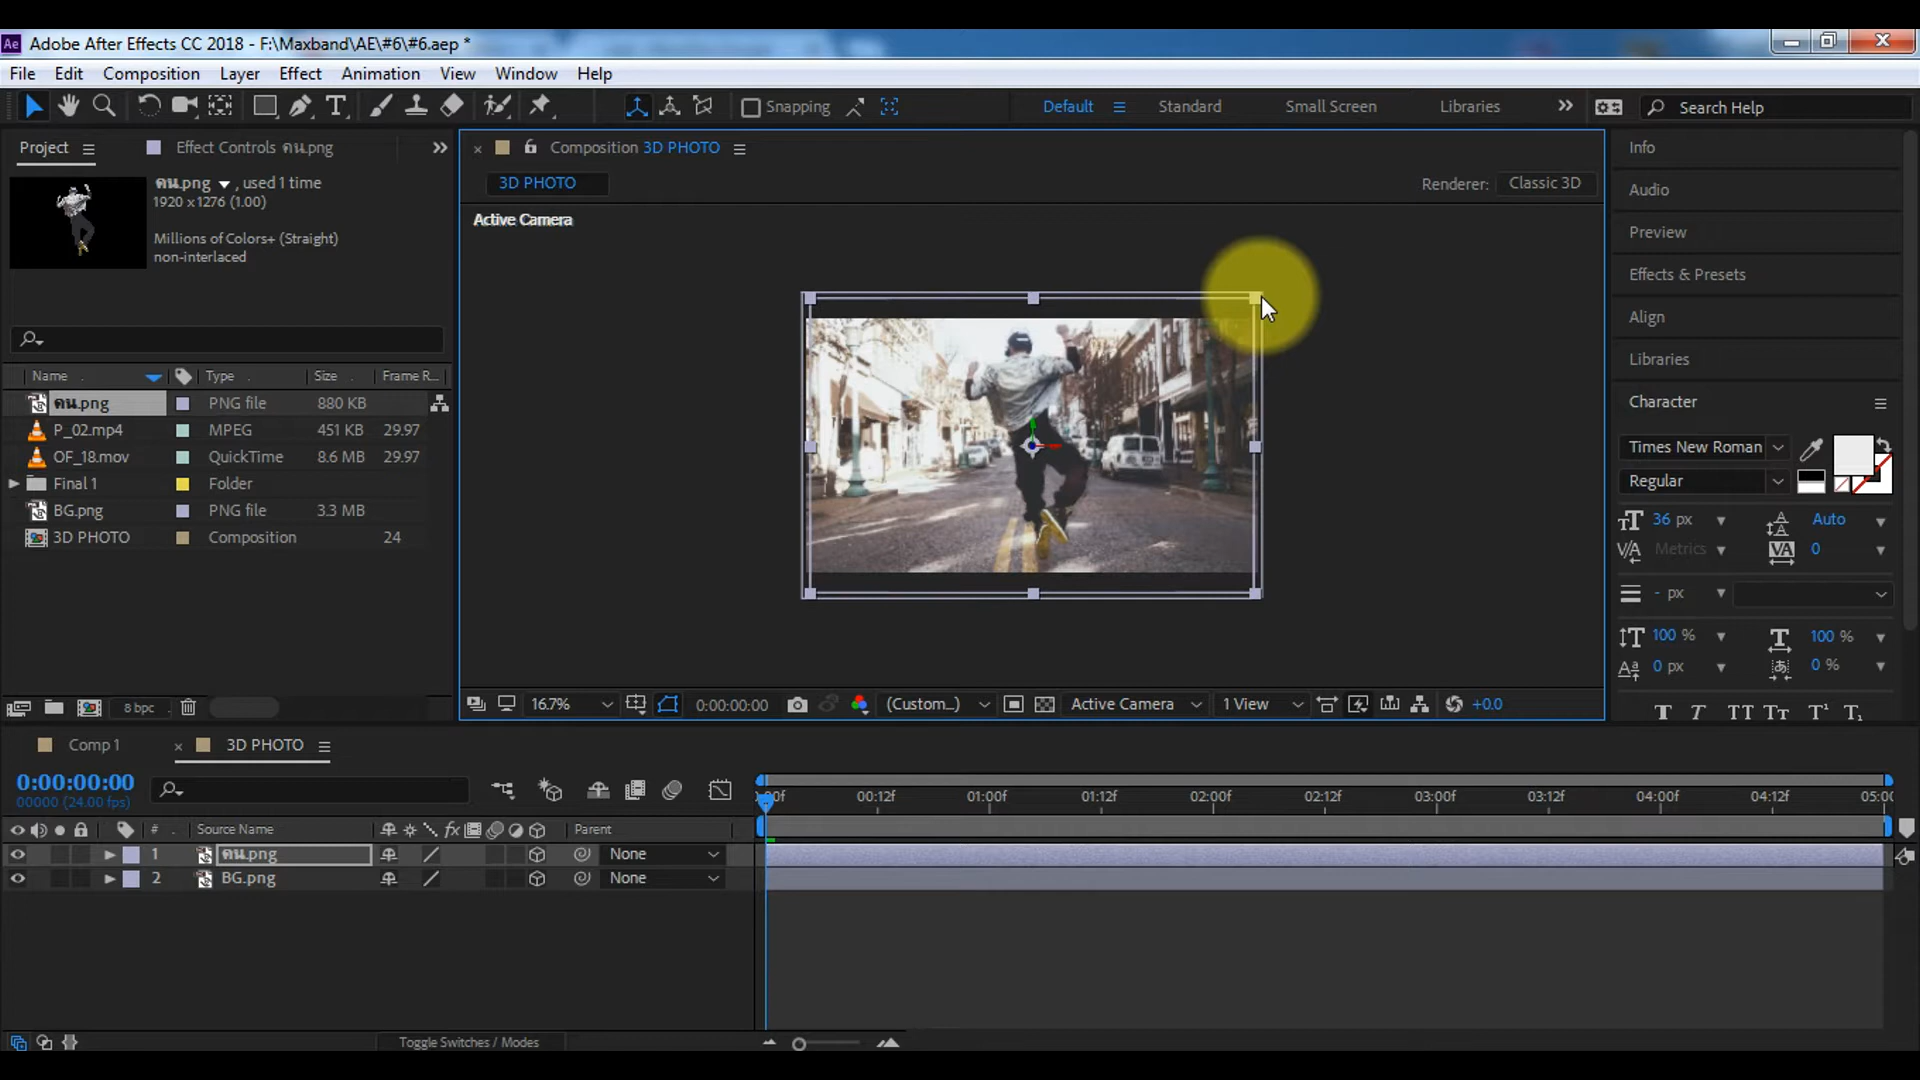 Adobe After Effects CC 2018 - F:\Maxband\AE\#6\#6.aep *
File Edit Composition Layer Effect Animation View Window Help
Snapping Default Standard Small Screen Libraries Search Help
Project Effect Controls คน.png
Composition 3D PHOTO
3D PHOTO
Renderer: Classic 3D
Active Camera
คน.png , used 1 time
1920 x 1276 (1.00)
Millions of Colors+ (Straight)
non-interlaced
Name Type Size Frame R...
คน.png PNG file 880 KB
P_02.mp4 MPEG 451 KB 29.97
OF_18.mov QuickTime 8.6 MB 29.97
Final 1 Folder
BG.png PNG file 3.3 MB
3D PHOTO Composition 24
8 bpc
16.7% 0:00:00:00 (Custom...) Active Camera 1 View +0.0
Info
Audio
Preview
Effects & Presets
Align
Libraries
Character
Times New Roman
Regular
36 px Auto
Metrics 0
- px
100 % 100 %
0 px 0 %
T T TT Tт T¹ T₁
Comp 1 3D PHOTO
0:00:00:00
00000 (24.00 fps)
:00f 00:12f 01:00f 01:12f 02:00f 02:12f 03:00f 03:12f 04:00f 04:12f 05:00
# Source Name fx Parent
1 คน.png None
2 BG.png None
Toggle Switches / Modes